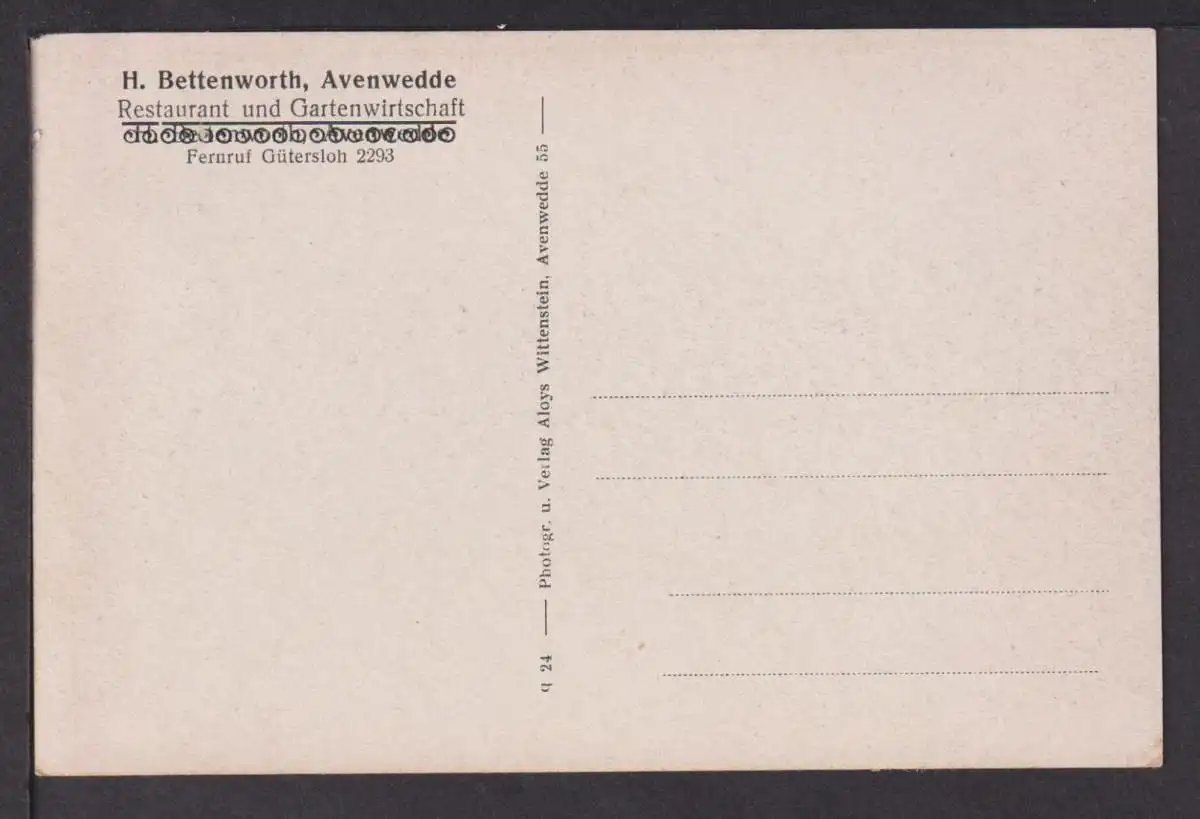 H. Bettenworth, Avenwedde
Restaurant und Gartenwirtschaft
Fernruf Gütersloh 2293
q 24 — Photogr. u. Verlag Aloys Wittenstein, Avenwedde 55 —